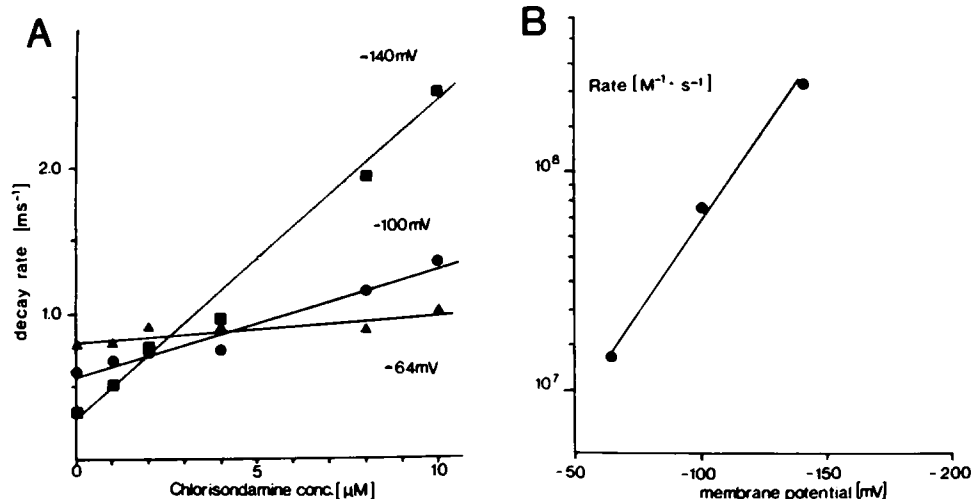 A
-140mV
2.0
-100mV
1.0
-64mV
0
5
10
decay rate [ms⁻¹]
Chlorisondamine conc.[µM]
B
10⁸
Rate [M⁻¹·s⁻¹]
10⁸
10⁷
-50
-100
-150
-200
membrane potential [mV]